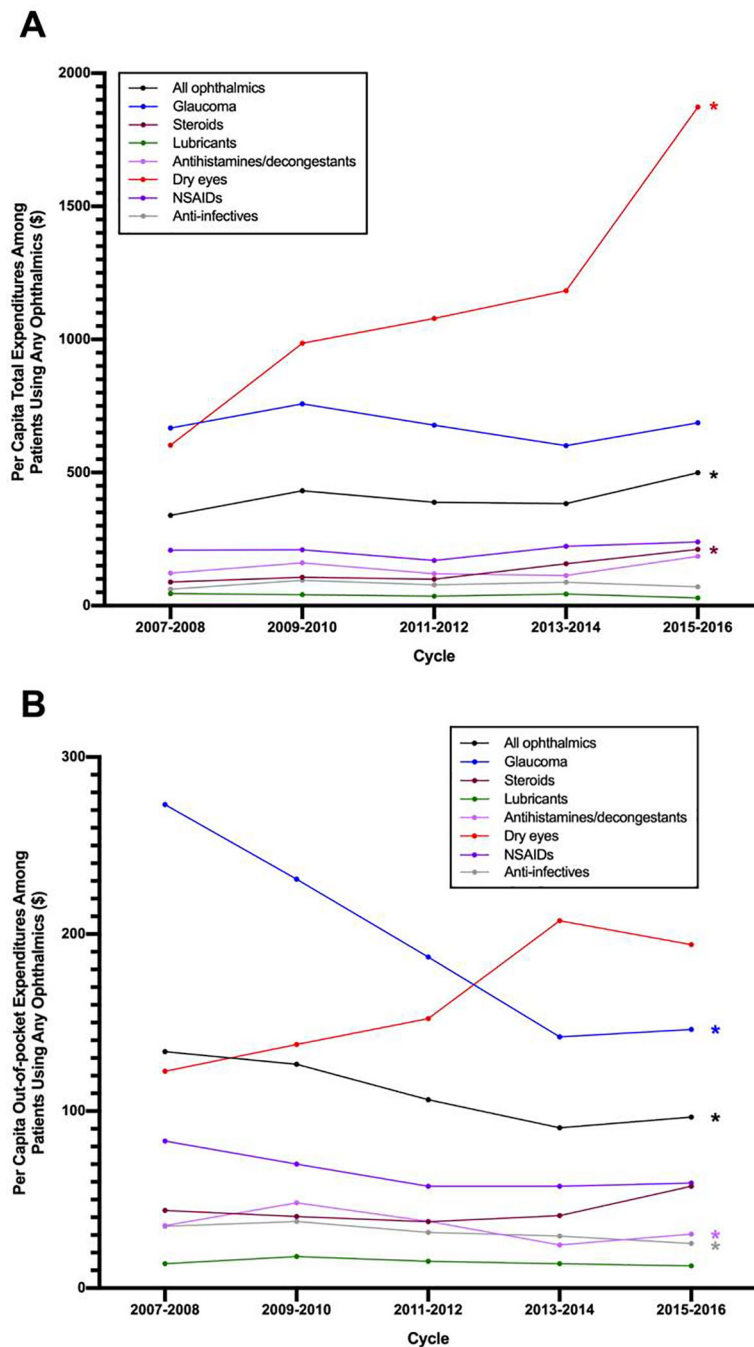 A
Per Capita Total Expenditures Among
Patients Using Any Ophthalmics ($)
2000
1500
1000
500
0
All ophthalmics
Glaucoma
Steroids
Lubricants
Antihistamines/decongestants
Dry eyes
NSAIDs
Anti-infectives
*
*
*
2007-2008
2009-2010
2011-2012
2013-2014
2015-2016
Cycle
B
Per Capita Out-of-pocket Expenditures Among
Patients Using Any Ophthalmics ($)
300
200
100
0
All ophthalmics
Glaucoma
Steroids
Lubricants
Antihistamines/decongestants
Dry eyes
NSAIDs
Anti-infectives
*
*
*
*
2007-2008
2009-2010
2011-2012
2013-2014
2015-2016
Cycle